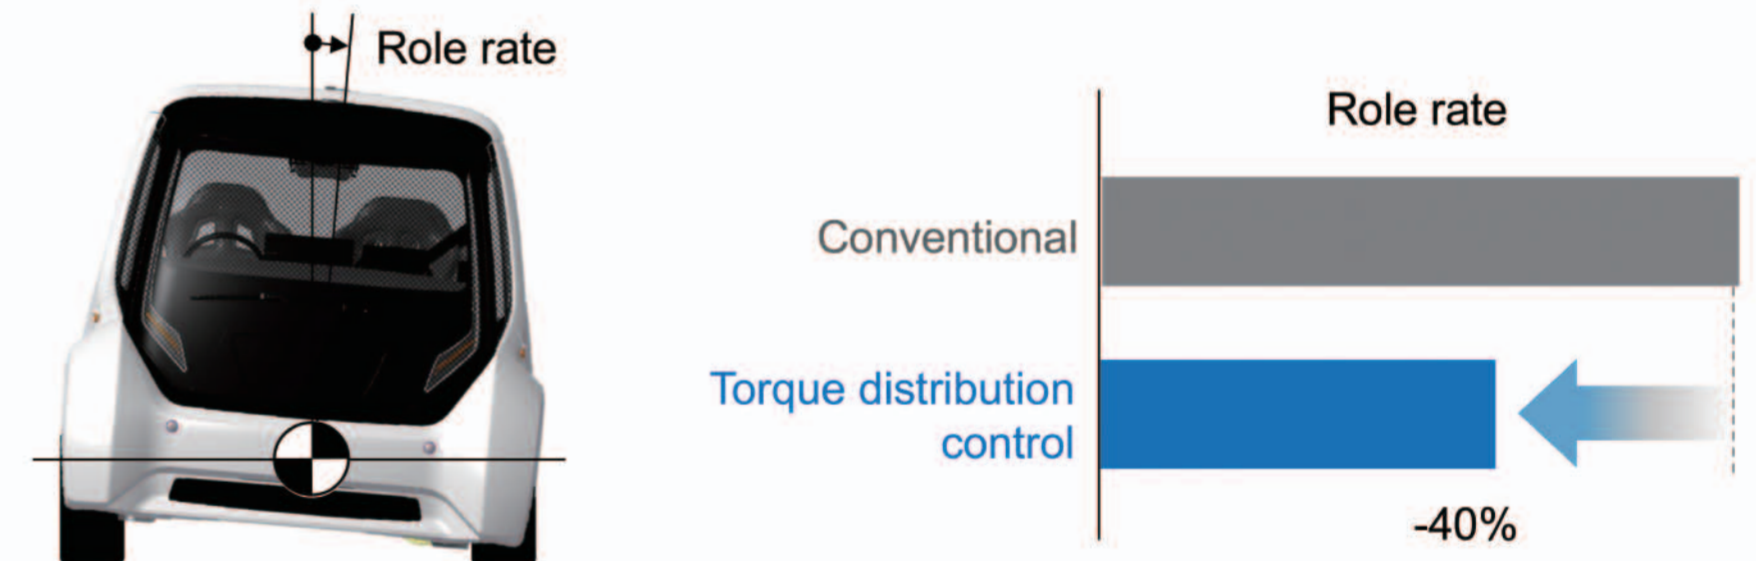 Role rate
Role rate
Conventional
Torque distribution
control
-40%